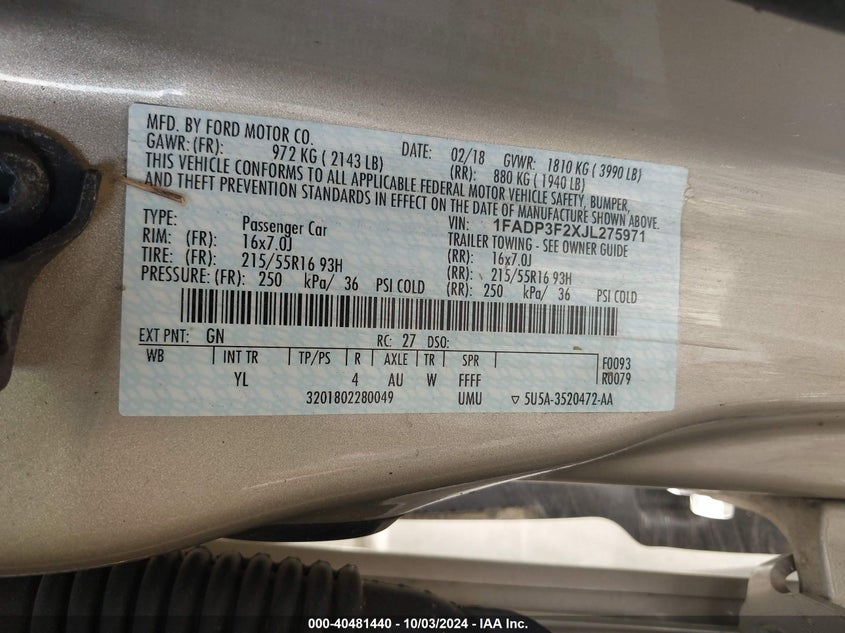 MFD. BY FORD MOTOR CO. DATE: 02/18 GVWR: 1810 KG ( 3990 LB)
GAWR: (FR): 972 KG ( 2143 LB) (RR): 880 KG ( 1940 LB)
THIS VEHICLE CONFORMS TO ALL APPLICABLE FEDERAL MOTOR VEHICLE SAFETY, BUMPER,
AND THEFT PREVENTION STANDARDS IN EFFECT ON THE DATE OF MANUFACTURE SHOWN ABOVE.
TYPE: Passenger Car VIN: 1FADP3F2XJL275971
TRAILER TOWING - SEE OWNER GUIDE
RIM: (FR): 16x7.0J (RR): 16x7.0J
TIRE: (FR): 215/55R16 93H (RR): 215/55R16 93H
PRESSURE: (FR): 250 kPa/ 36 PSI COLD (RR): 250 kPa/ 36 PSI COLD
EXT PNT: GN RC: 27 DSO:
WB INT TR TP/PS R AXLE TR SPR F0093
YL 4 AU W FFFF R0079
3201802280049 UMU ▽ 5U5A-3520472-AA
000-40481440 - 10/03/2024 - IAA Inc.